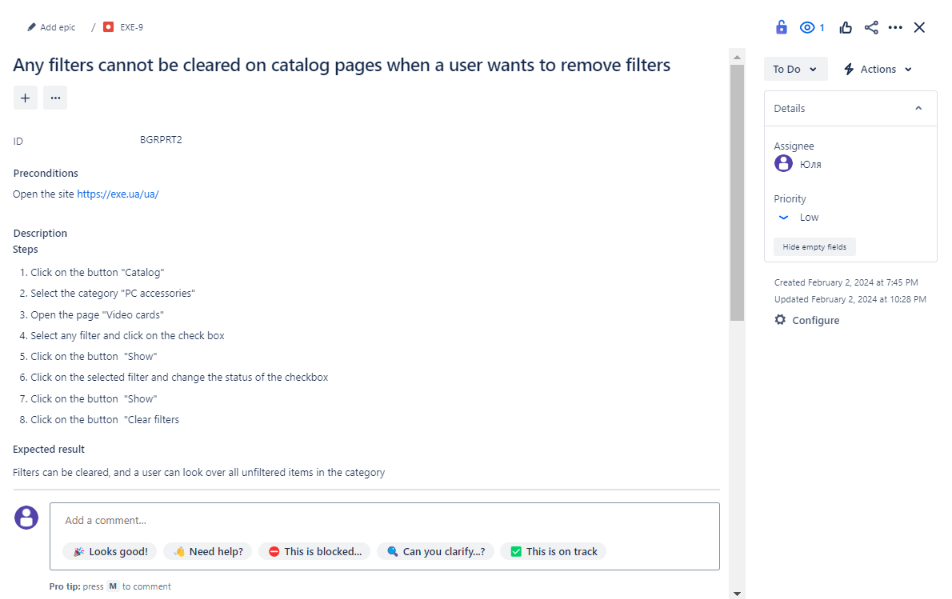 Add epic / EXE-9
1
Any filters cannot be cleared on catalog pages when a user wants to remove filters
ID BGRPRT2
Preconditions
Open the site https://exe.ua/ua/
Description
Steps
1. Click on the button "Catalog"
2. Select the category "PC accessories"
3. Open the page "Video cards"
4. Select any filter and click on the check box
5. Click on the button "Show"
6. Click on the selected filter and change the status of the checkbox
7. Click on the button "Show"
8. Click on the button "Clear filters
Expected result
Filters can be cleared, and a user can look over all unfiltered items in the category
Add a comment...
Looks good! Need help? This is blocked... Can you clarify...? This is on track
Pro tip: press M to comment
To Do Actions
Details
Assignee
Юля
Priority
Low
Hide empty fields
Created February 2, 2024 at 7:45 PM
Updated February 2, 2024 at 10:28 PM
Configure